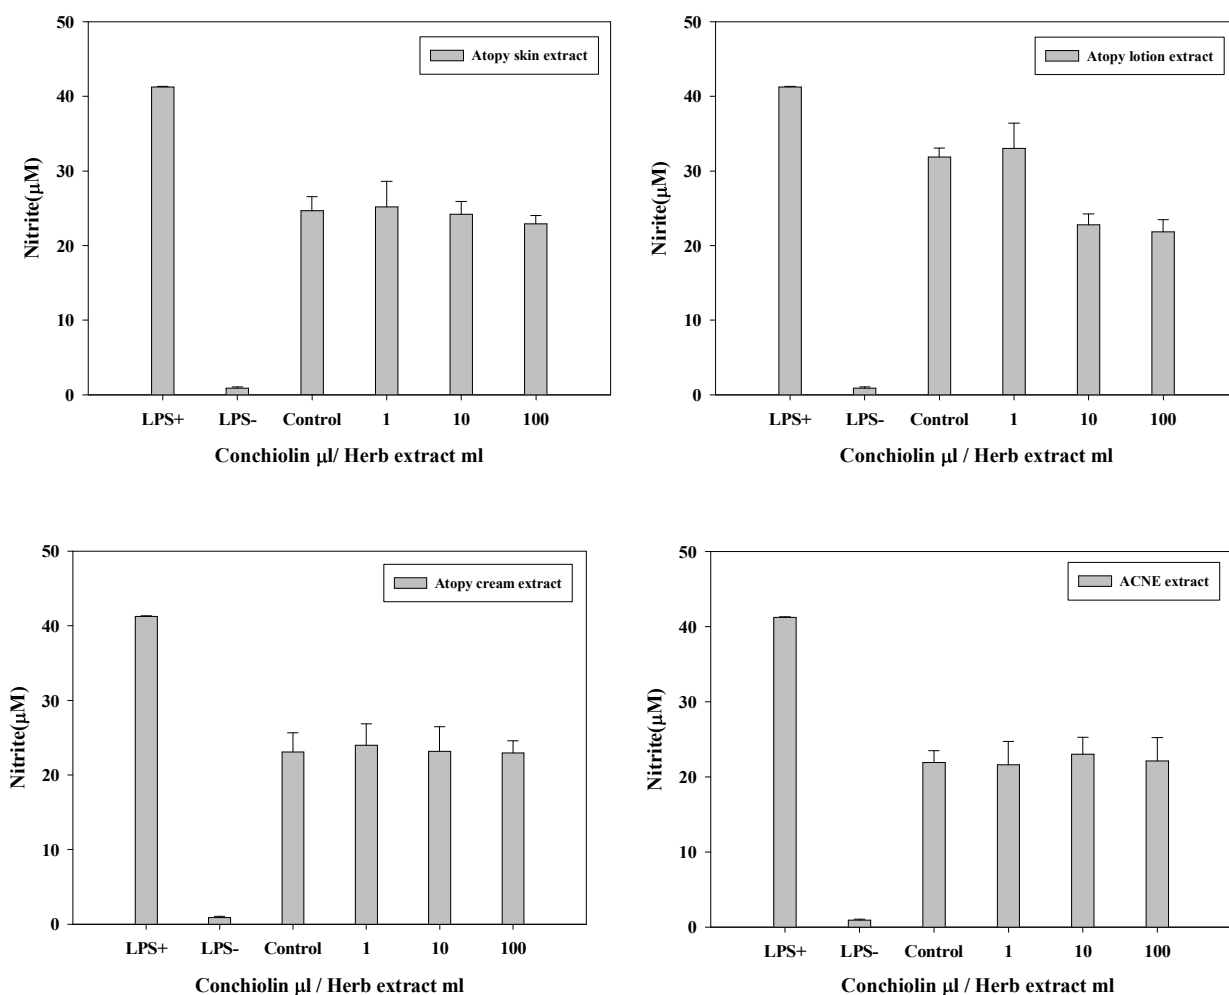 50
40
30
20
10
0
Nitrite(μM)
Atopy skin extract
LPS+ LPS- Control 1 10 100
Conchiolin μl/ Herb extract ml
50
40
30
20
10
0
Nirite(μM)
Atopy lotion extract
LPS+ LPS- Control 1 10 100
Conchiolin μl / Herb extract ml
50
40
30
20
10
0
Nitrite(μM)
Atopy cream extract
LPS+ LPS- Control 1 10 100
Conchiolin μl / Herb extract ml
50
40
30
20
10
0
Nitrite(μM)
ACNE extract
LPS+ LPS- Control 1 10 100
Conchiolin μl / Herb extract ml